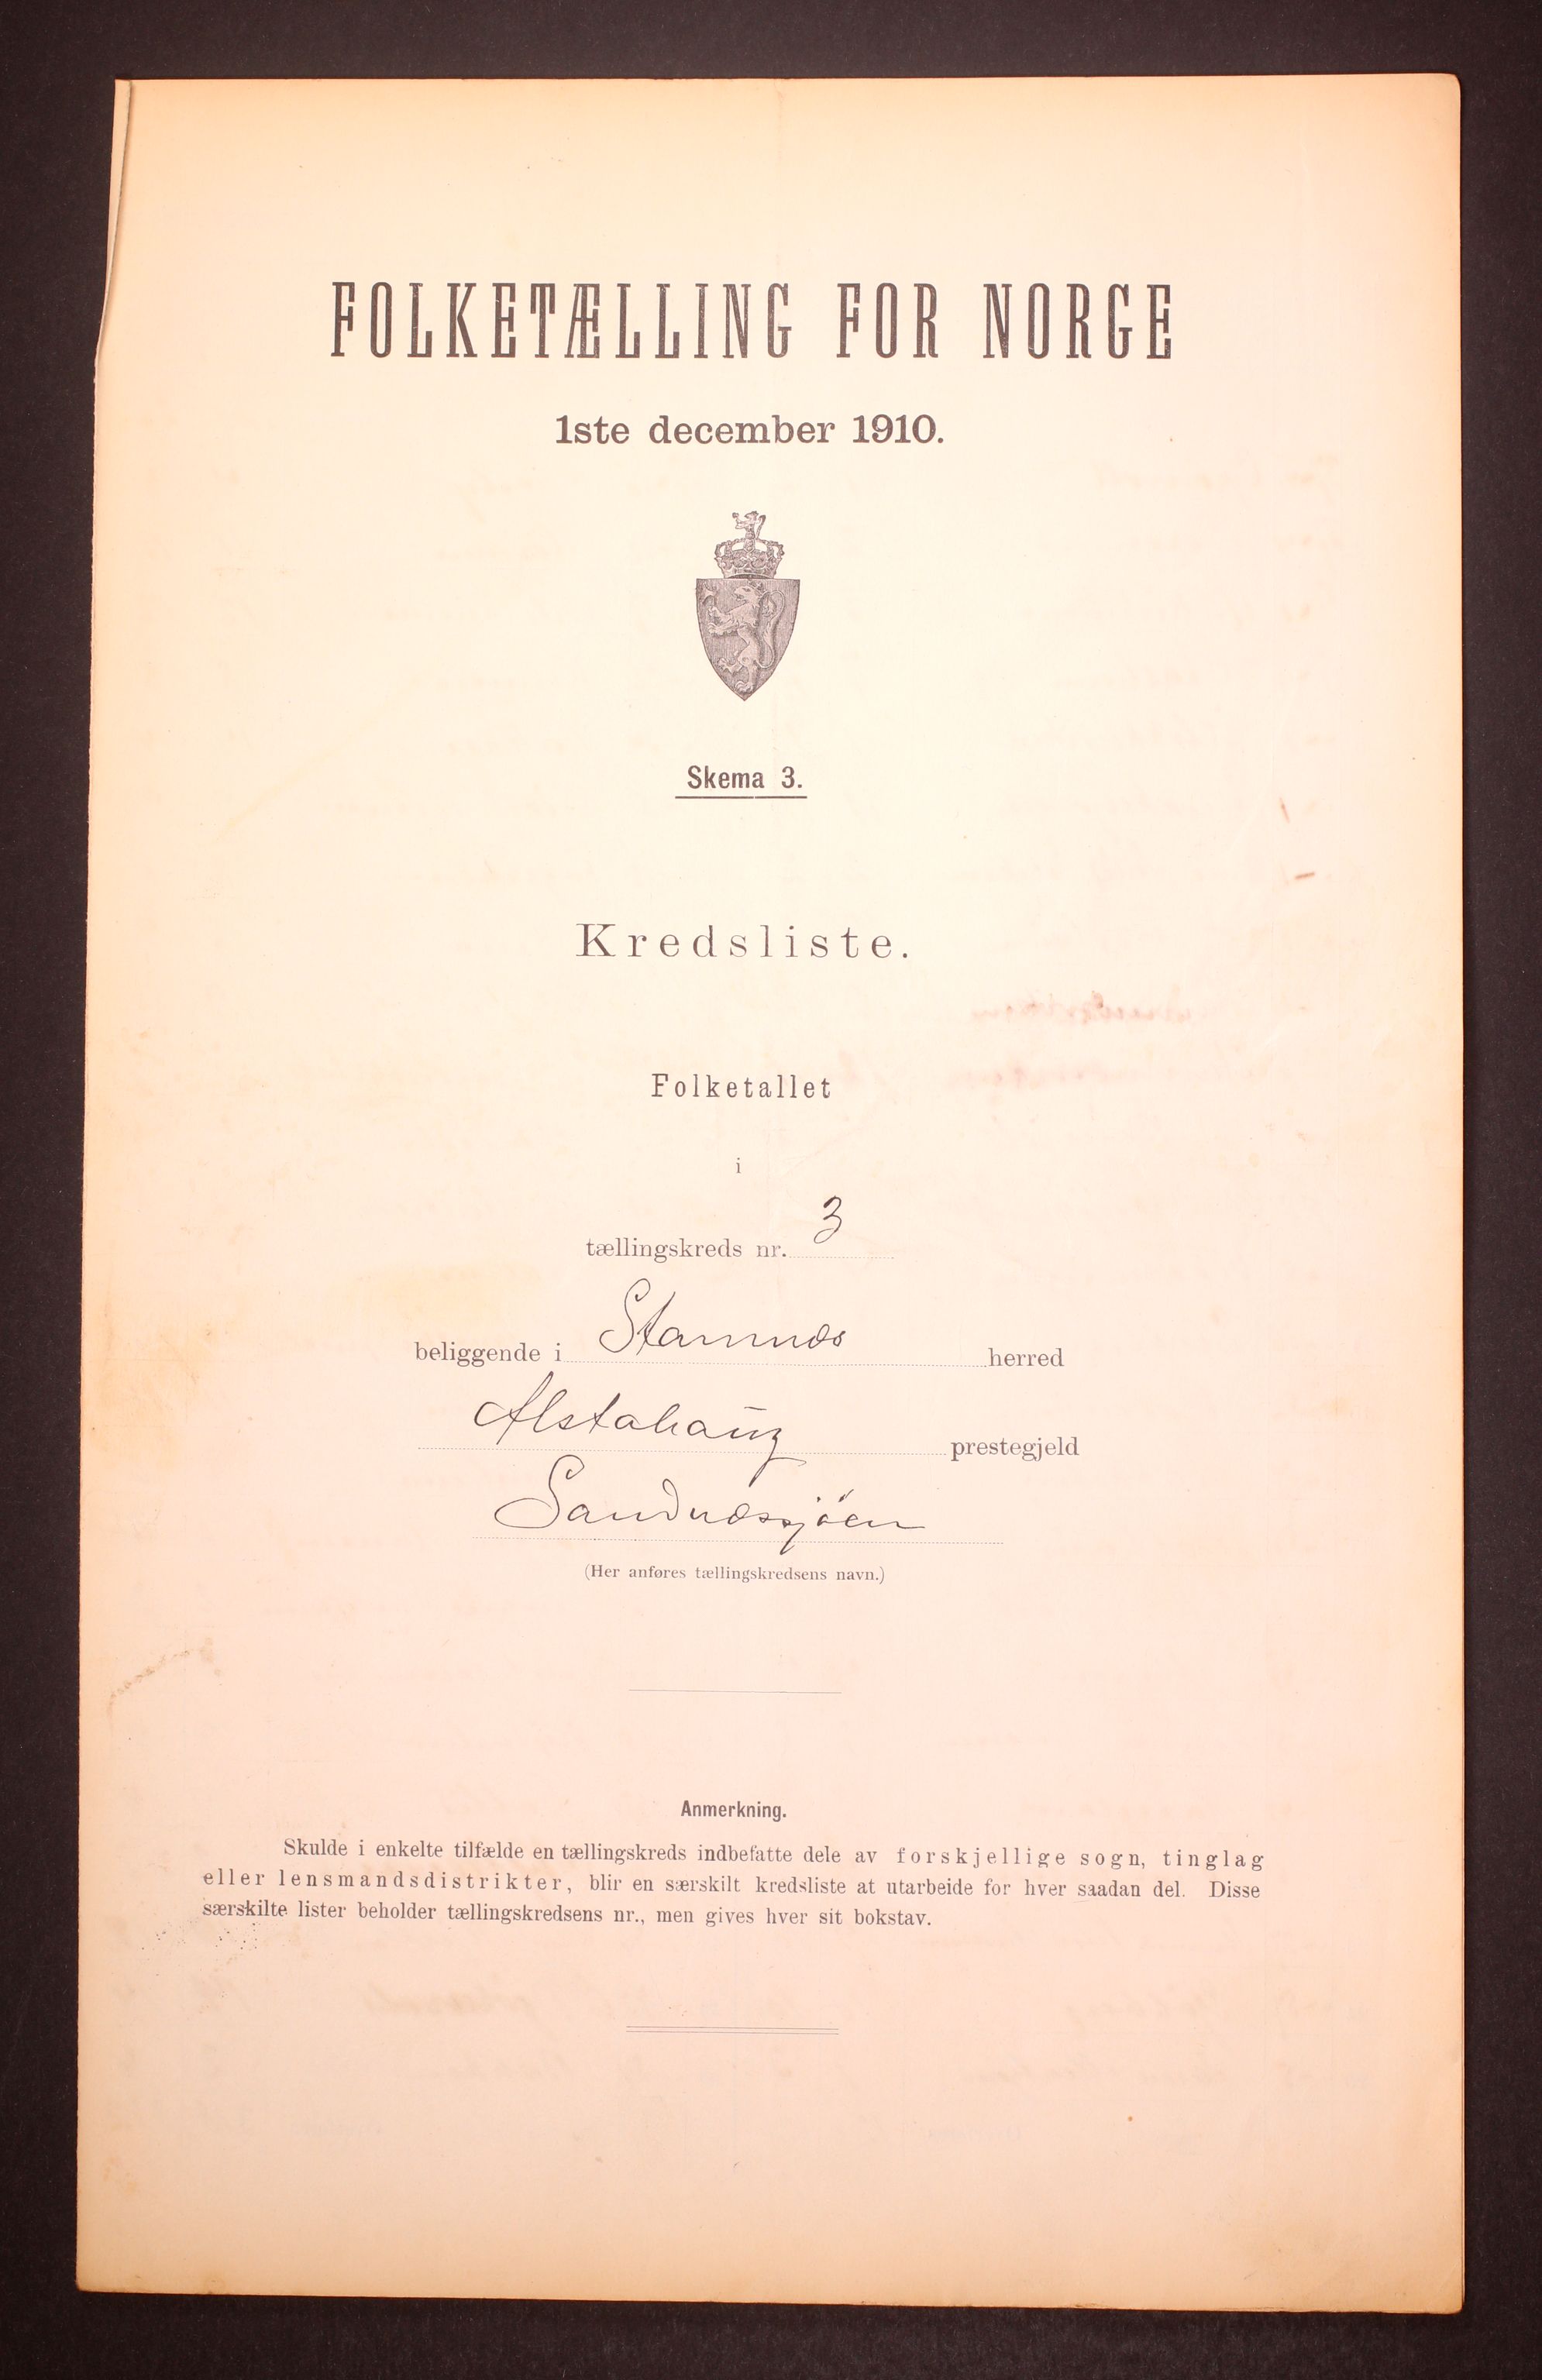 FOLKETÆLLING FOR NORGE
1ste december 1910.
Skema 3.
Kredsliste.
Folketallet
i
tællingskreds nr. 3
beliggende i Stamnes herred
Alstahaug prestegjeld
Sandnessjöen
(Her anføres tællingskredsens navn.)
Anmerkning.
Skulde i enkelte tilfælde en tællingskreds indbefatte dele av forskjellige sogn, tinglag
eller lensmandsdistrikter, blir en særskilt kredsliste at utarbeide for hver saadan del. Disse
særskilte lister beholder tællingskredsens nr., men gives hver sit bokstav.